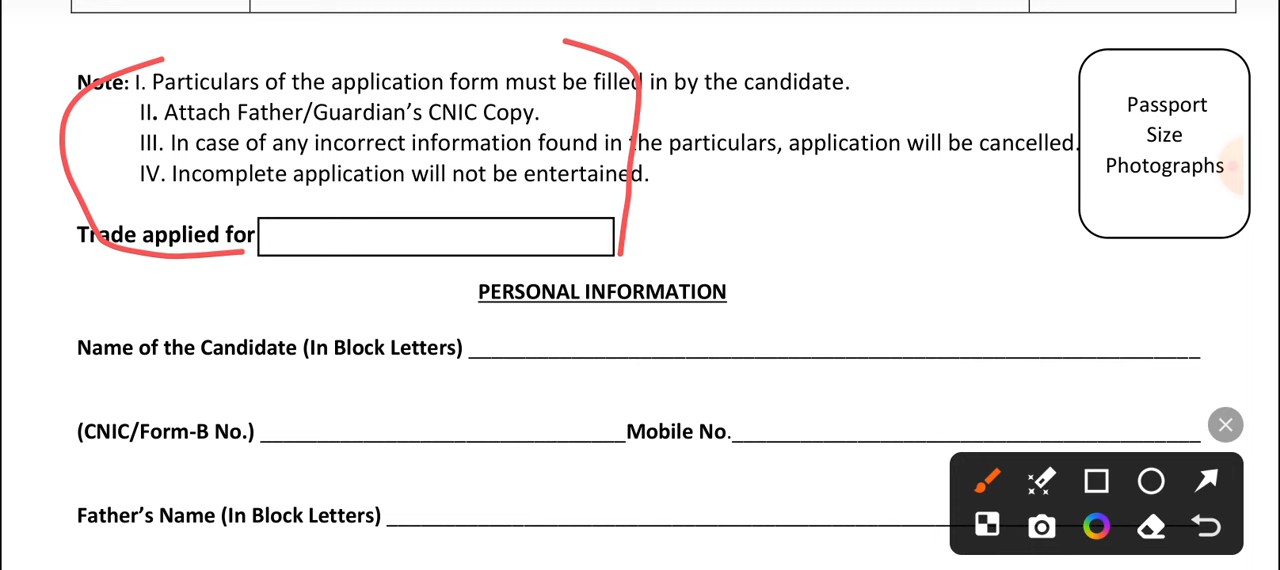 Note: I. Particulars of the application form must be filled in by the candidate.
II. Attach Father/Guardian's CNIC Copy.
III. In case of any incorrect information found in the particulars, application will be cancelled.
IV. Incomplete application will not be entertained.
Passport
Size
Photographs
Trade applied for
PERSONAL INFORMATION
Name of the Candidate (In Block Letters)
(CNIC/Form-B No.) Mobile No.
Father's Name (In Block Letters)